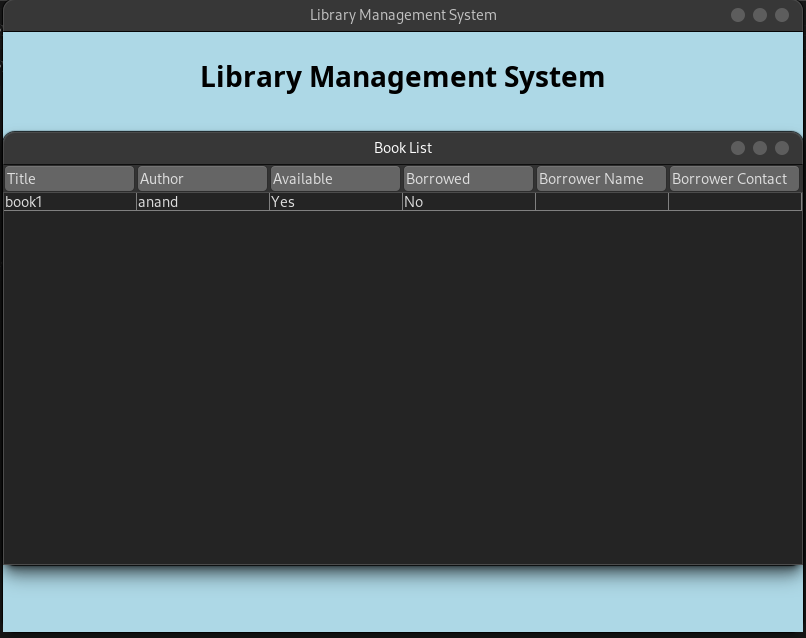 Library Management System
Library Management System
Book List
Title Author Available Borrowed Borrower Name Borrower Contact
book1 anand Yes No